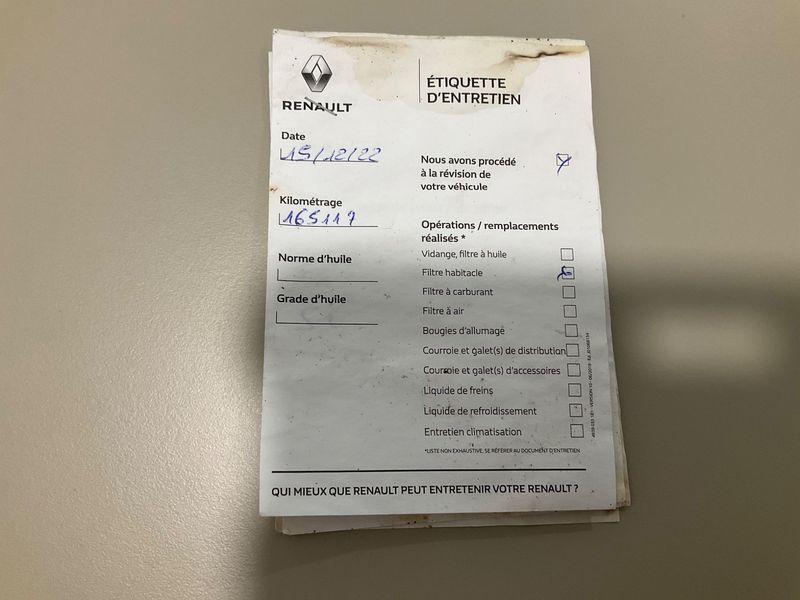 RENAULT
ÉTIQUETTE
D'ENTRETIEN
Date
15/12/22
Kilométrage
165117
Norme d'huile
Grade d'huile
Nous avons procédé
à la révision de
votre véhicule
Opérations / remplacements
réalisés *
Vidange, filtre à huile
Filtre habitacle
Filtre à carburant
Filtre à air
Bougies d'allumage
Courroie et galet(s) de distribution
Courroie et galet(s) d'accessoires
Liquide de freins
Liquide de refroidissement
Entretien climatisation
*LISTE NON EXHAUSTIVE, SE RÉFÉRER AU DOCUMENT D'ENTRETIEN
QUI MIEUX QUE RENAULT PEUT ENTRETENIR VOTRE RENAULT ?